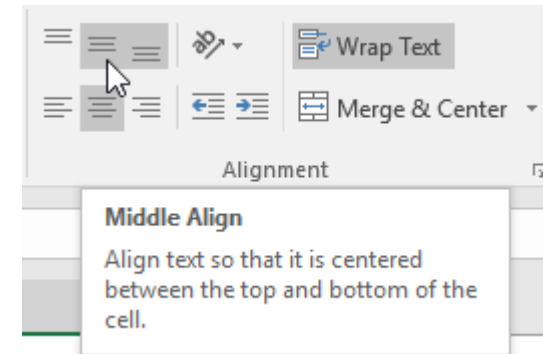 Wrap Text
Merge & Center
Alignment
Middle Align
Align text so that it is centered
between the top and bottom of the
cell.